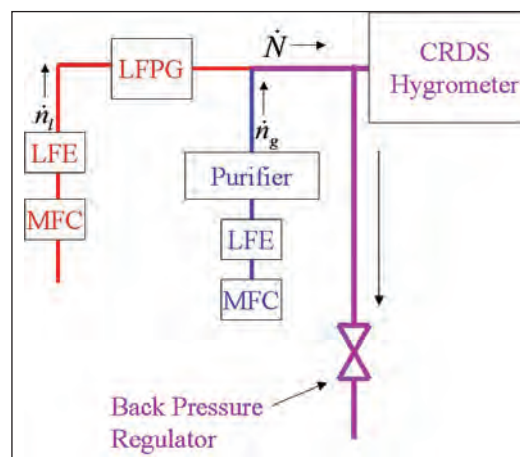 LFPG
Ṅ
CRDS
Hygrometer
ṅₗ
ṅg
LFE
MFC
Purifier
LFE
MFC
Back Pressure
Regulator